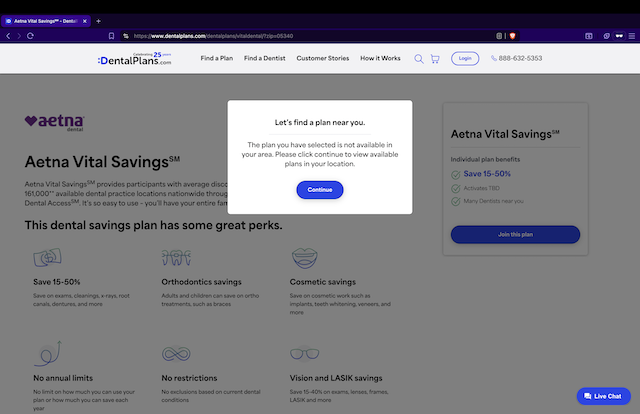 Aetna Vital Savings℠ – Dental
https://www.dentalplans.com/dentalplans/vitaldental/?zip=05340
Celebrating 25 years
:DentalPlans.com
Find a Plan
Find a Dentist
Customer Stories
How it Works
Login
888-632-5353
aetna
dental
Aetna Vital Savings℠
Aetna Vital Savings℠ provides participants with average disco
161,000** available dental practice locations nationwide through
Dental Access℠. It's so easy to use – you'll have your entire fam
This dental savings plan has some great perks.
Let's find a plan near you.
The plan you have selected is not available in
your area. Please click continue to view available
plans in your location.
Continue
Aetna Vital Savings℠
Individual plan benefits
Save 15-50%
Activates TBD
Many Dentists near you
Join this plan
Save 15-50%
Save on exams, cleanings, x-rays, root
canals, dentures, and more
Orthodontics savings
Adults and children can save on ortho
treatments, such as braces
Cosmetic savings
Save on cosmetic work such as
implants, teeth whitening, veneers, and
more
No annual limits
No limit on how much you can use your
plan or how much you can save each
year
No restrictions
No exclusions based on current dental
conditions
Vision and LASIK savings
Save 15-40% on exams, lenses, frames,
LASIK and more
Live Chat